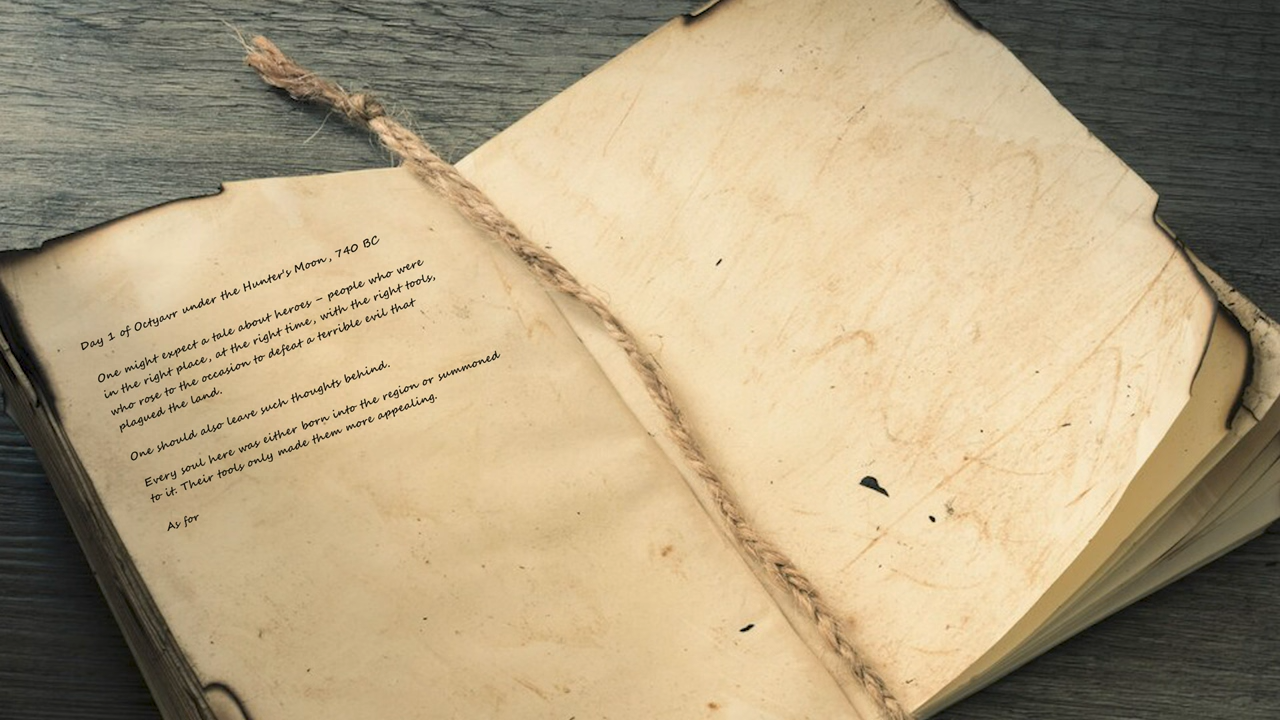 Day 1 of Octyavr under the Hunter's Moon, 740 BC
One might expect a tale about heroes – people who were
in the right place, at the right time, with the right tools,
who rose to the occasion to defeat a terrible evil that
plagued the land.
One should also leave such thoughts behind.
Every soul here was either born into the region or summoned
to it. Their tools only made them more appealing.
As for